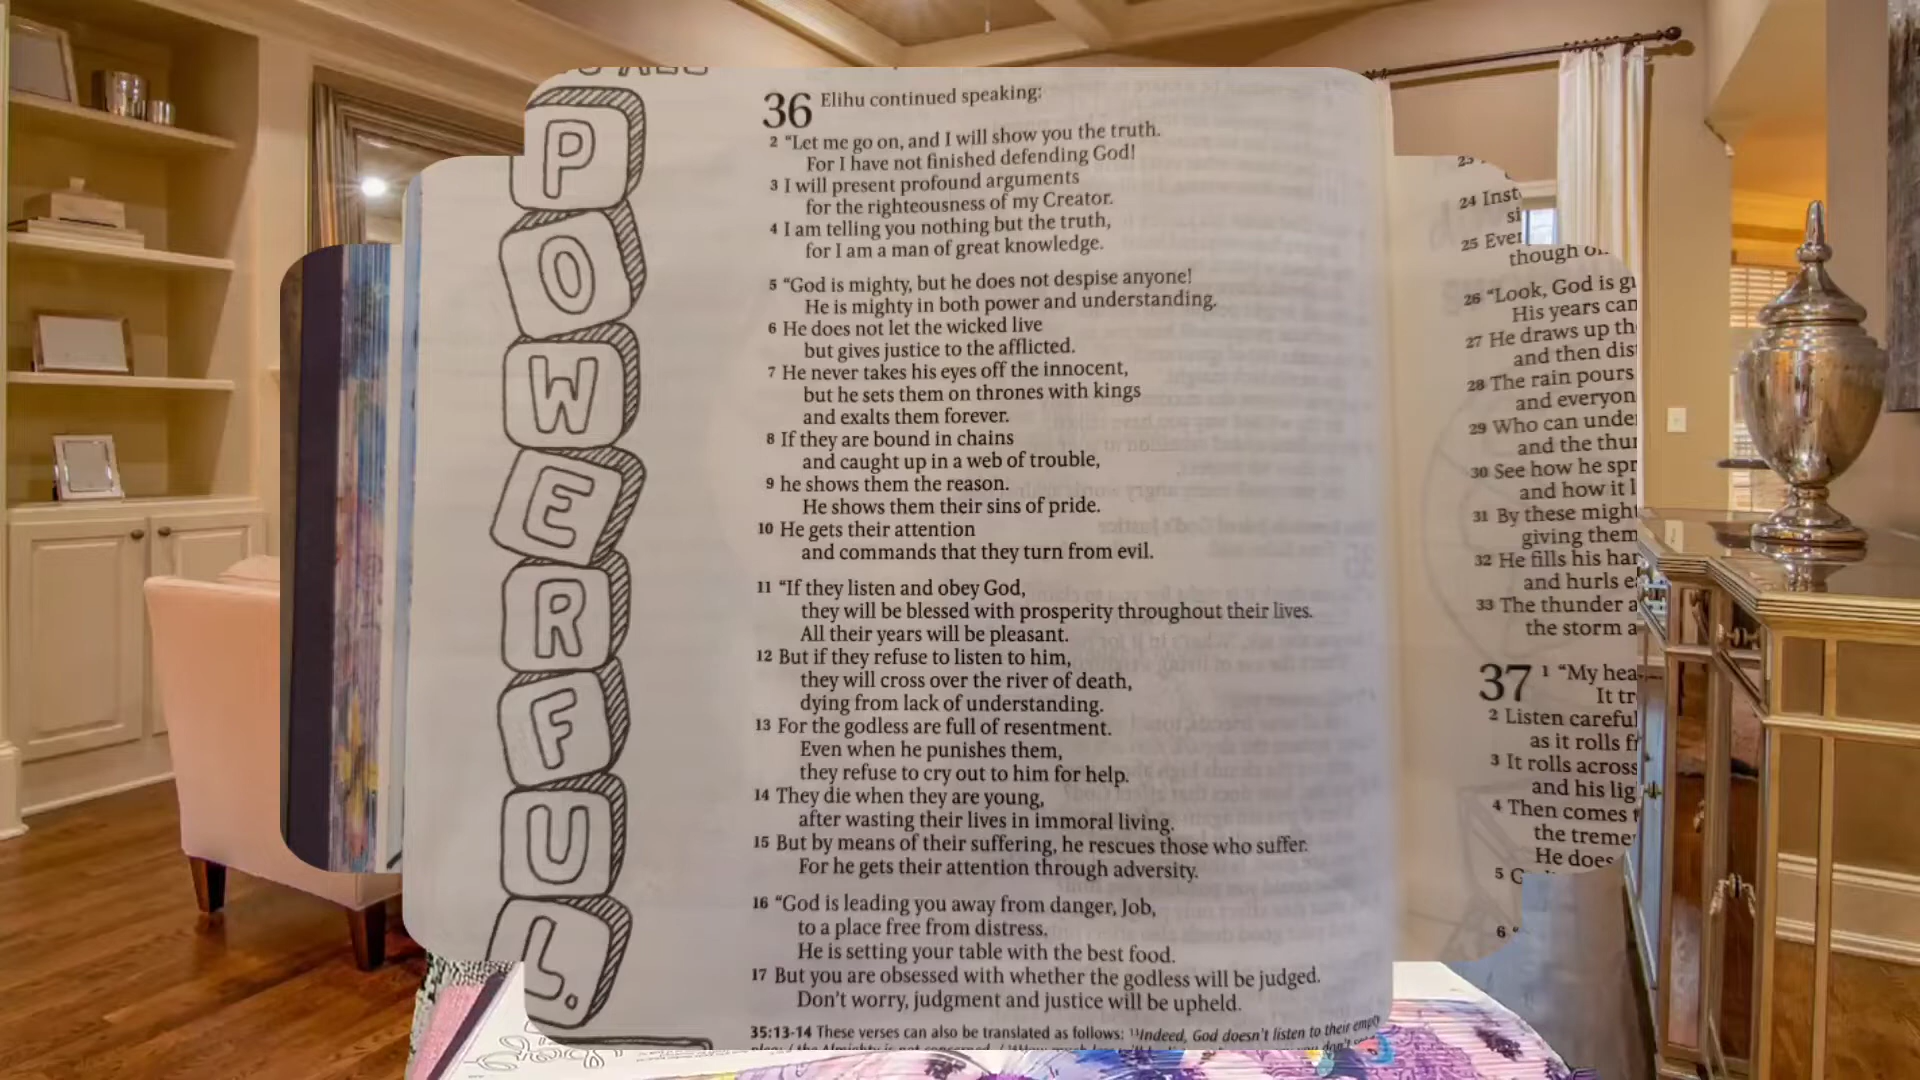 P
O
W
E
R
F
U
L.
36 Elihu continued speaking:
2 "Let me go on, and I will show you the truth.
For I have not finished defending God!
3 I will present profound arguments
for the righteousness of my Creator.
4 I am telling you nothing but the truth,
for I am a man of great knowledge.
5 "God is mighty, but he does not despise anyone!
He is mighty in both power and understanding.
6 He does not let the wicked live
but gives justice to the afflicted.
7 He never takes his eyes off the innocent,
but he sets them on thrones with kings
and exalts them forever.
8 If they are bound in chains
and caught up in a web of trouble,
9 he shows them the reason.
He shows them their sins of pride.
10 He gets their attention
and commands that they turn from evil.
11 "If they listen and obey God,
they will be blessed with prosperity throughout their lives.
All their years will be pleasant.
12 But if they refuse to listen to him,
they will cross over the river of death,
dying from lack of understanding.
13 For the godless are full of resentment.
Even when he punishes them,
they refuse to cry out to him for help.
14 They die when they are young,
after wasting their lives in immoral living.
15 But by means of their suffering, he rescues those who suffer.
For he gets their attention through adversity.
16 "God is leading you away from danger, Job,
to a place free from distress.
He is setting your table with the best food.
17 But you are obsessed with whether the godless will be judged.
Don't worry, judgment and justice will be upheld.
35:13-14 These verses can also be translated as follows: 13Indeed, God doesn't listen to their empty
23
24
25
though
26 "Look, God is
His years can
27 He draws up
and then
28 The rain pours
and
29 Who can
and the
30 See how he
and how it
31 By these
giving them
32 He fills his
and hurls
33 The thunder
the storm
37 1 "My
It
2 Listen
as it rolls
3 It rolls across
and his
4 Then comes
the
He does
5
6